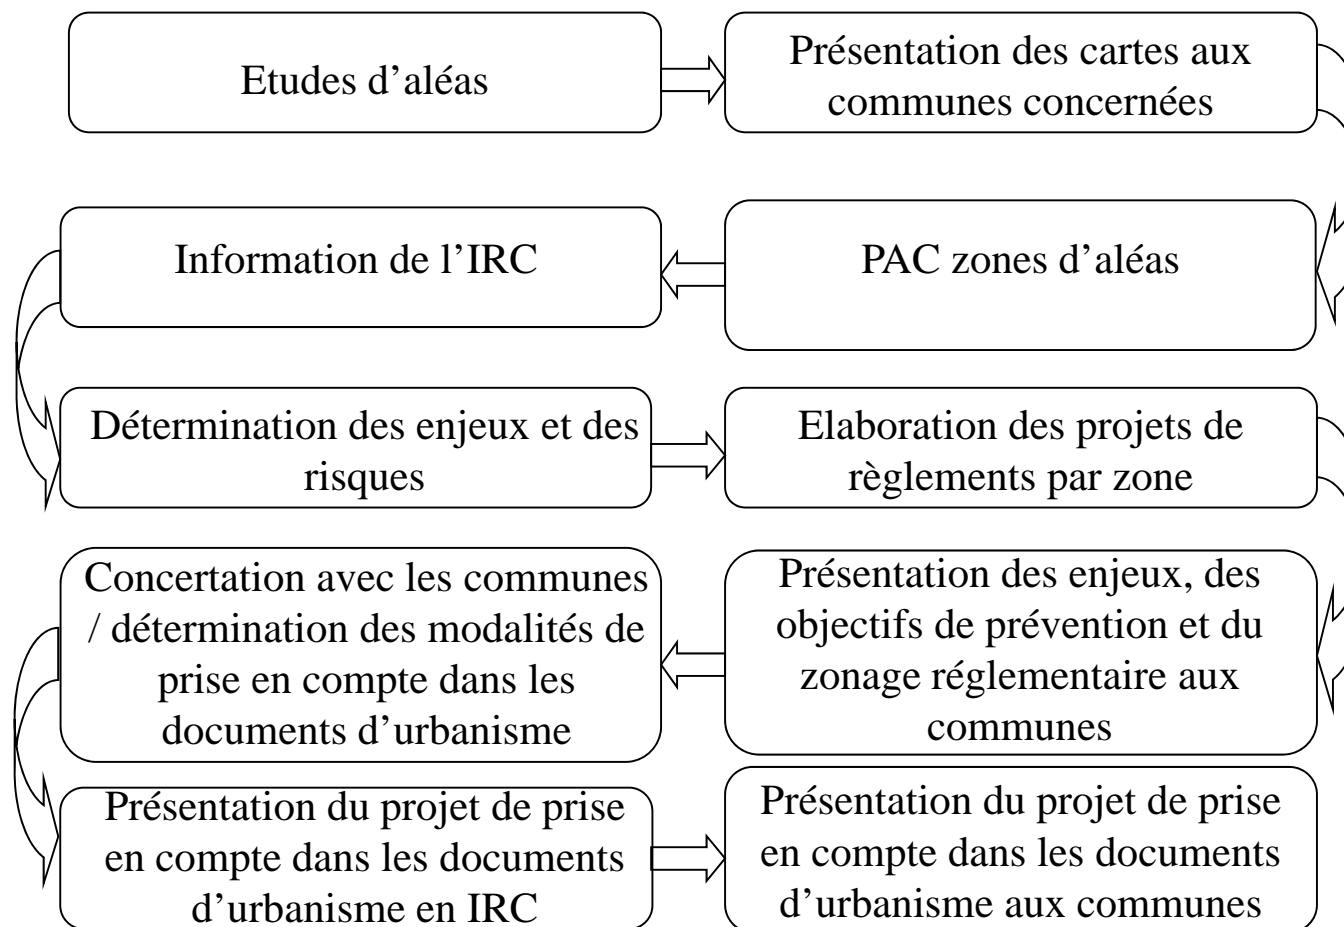 Etudes d’aléas
Présentation des cartes aux
communes concernées
Information de l’IRC
PAC zones d’aléas
Détermination des enjeux et des
risques
Elaboration des projets de
règlements par zone
Concertation avec les communes
/ détermination des modalités de
prise en compte dans les
documents d’urbanisme
Présentation des enjeux, des
objectifs de prévention et du
zonage réglementaire aux
communes
Présentation du projet de prise
en compte dans les documents
d’urbanisme en IRC
Présentation du projet de prise
en compte dans les documents
d’urbanisme aux communes